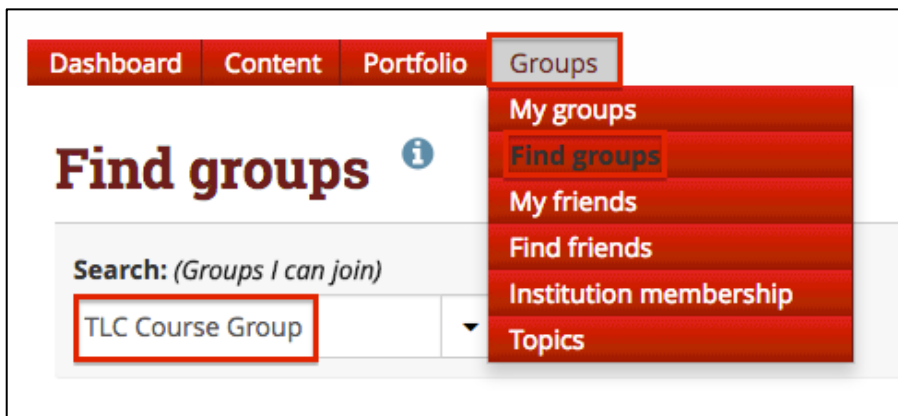 Dashboard Content Portfolio Groups
My groups
Find groups
My friends
Find friends
Institution membership
Topics
Find groups
Search: (Groups I can join)
TLC Course Group